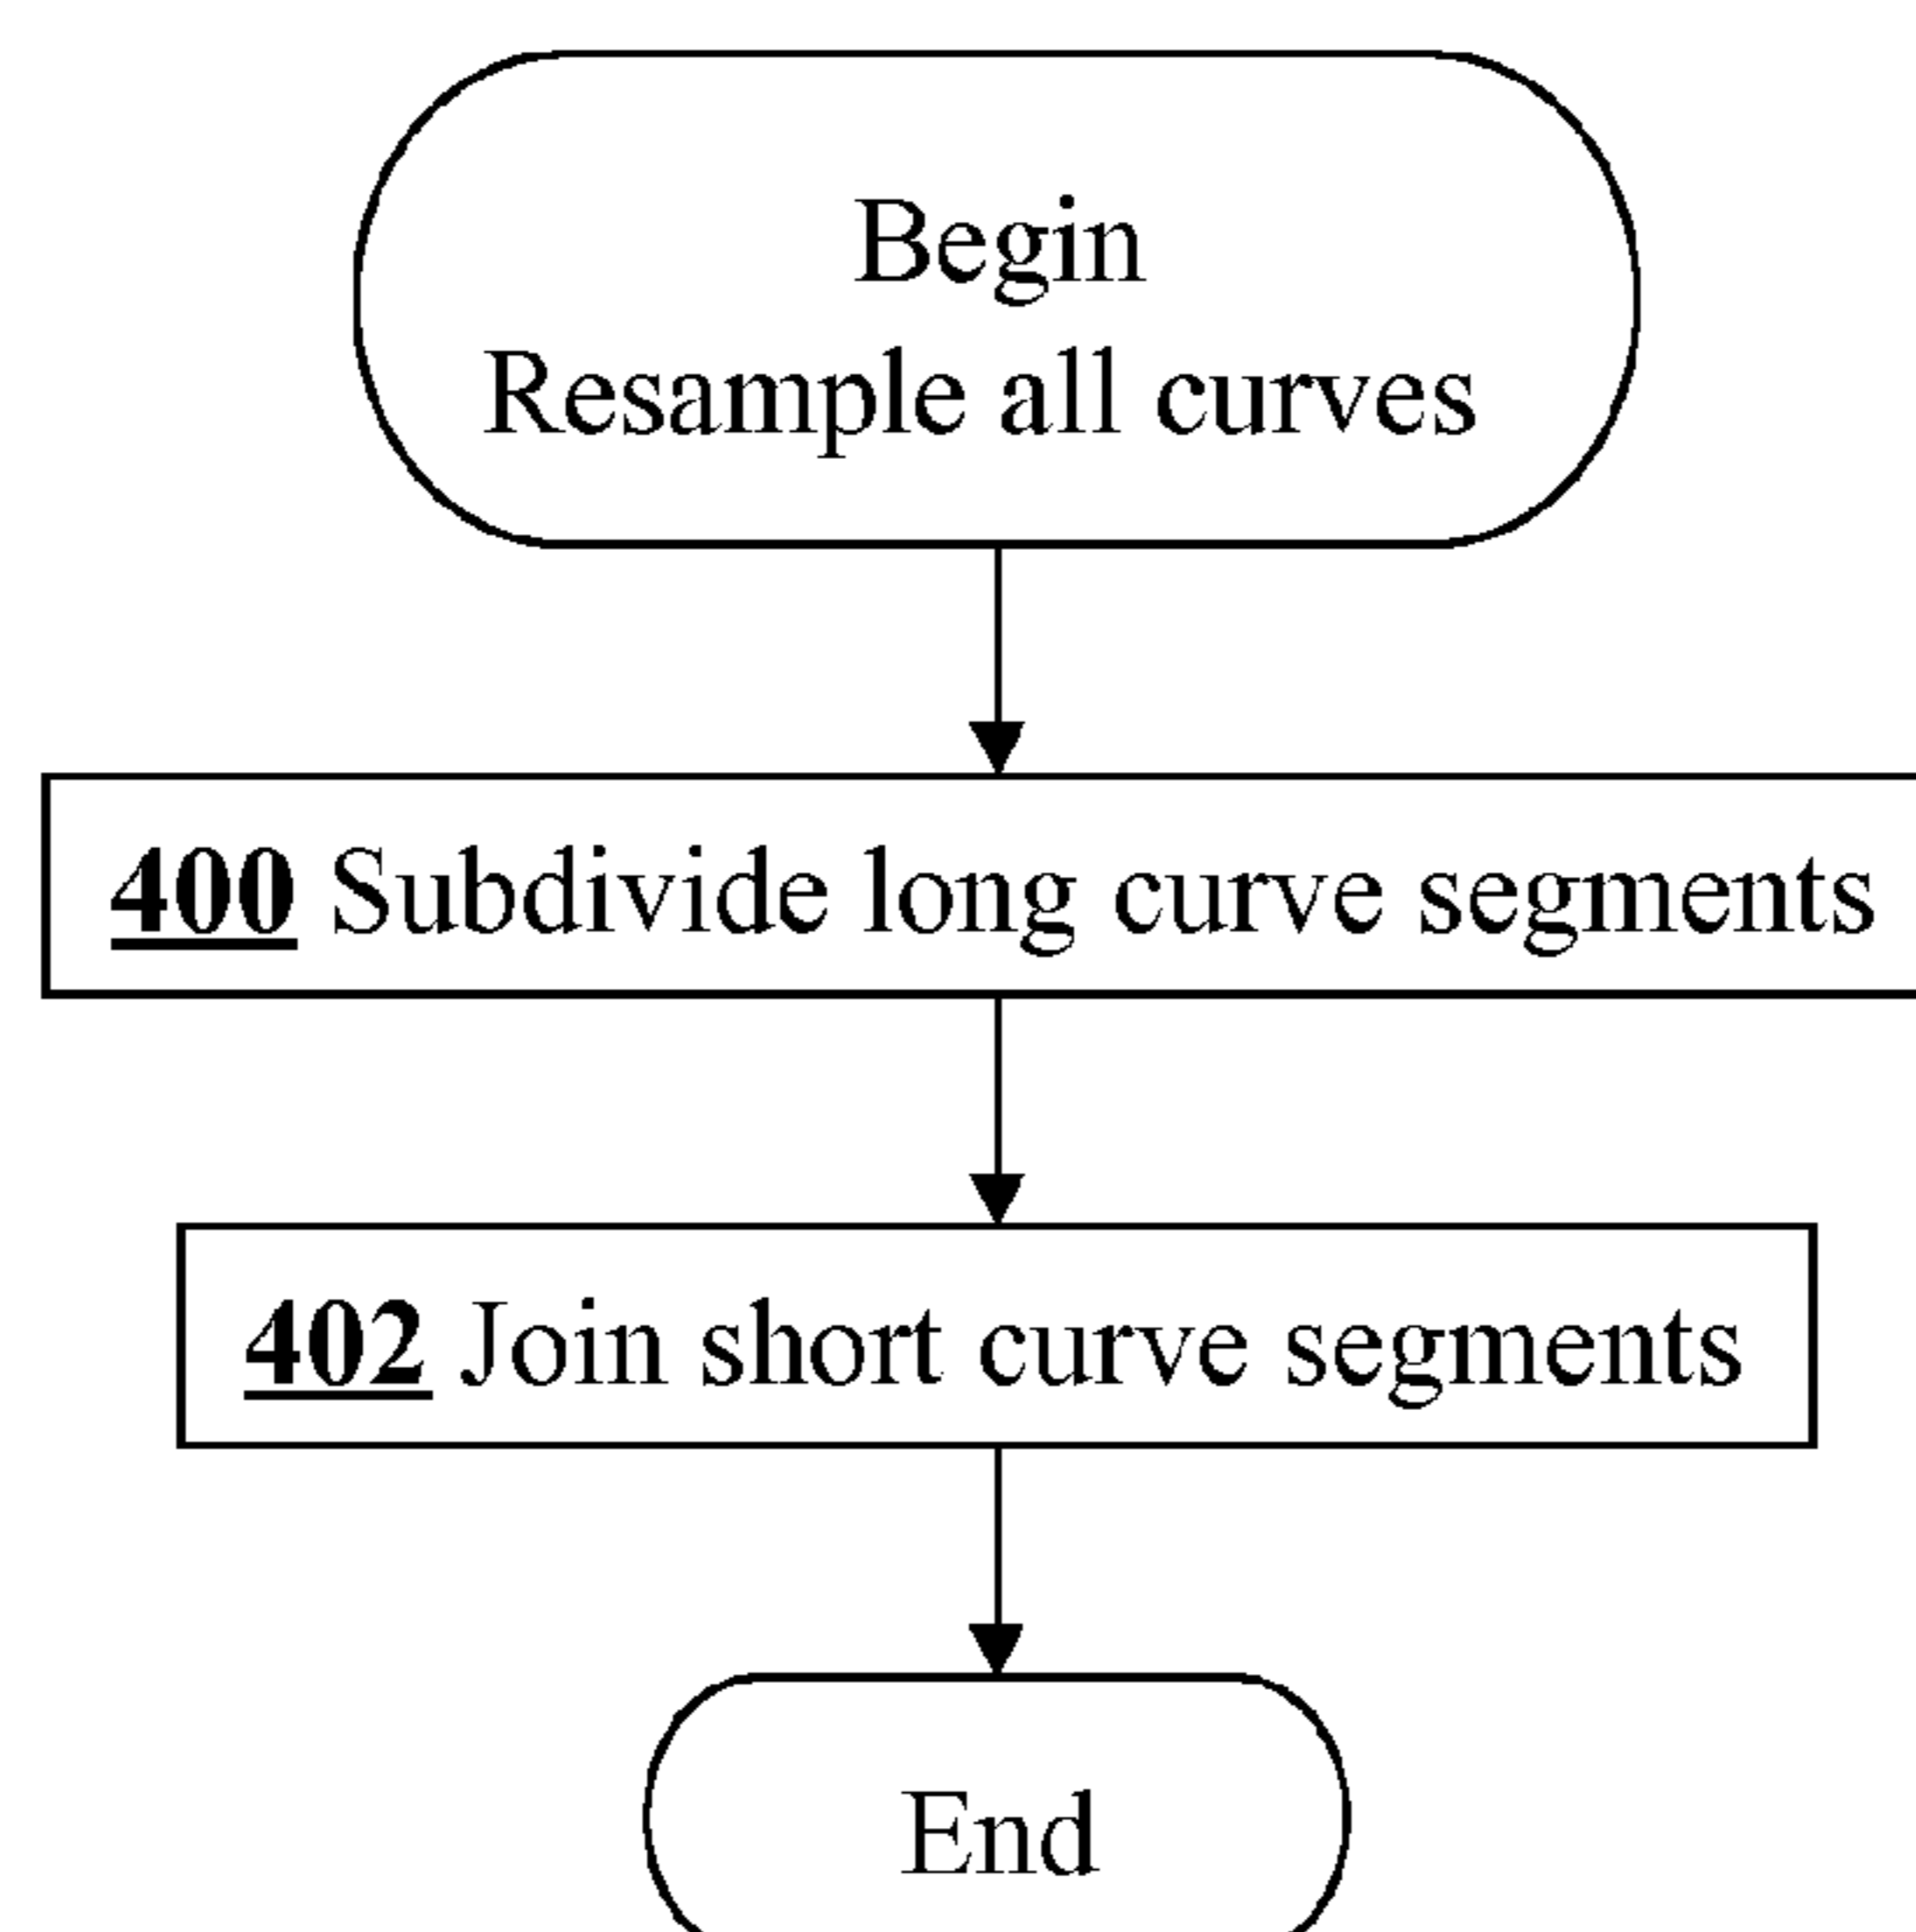 Begin
Resample all curves
400 Subdivide long curve segments
402 Join short curve segments
End